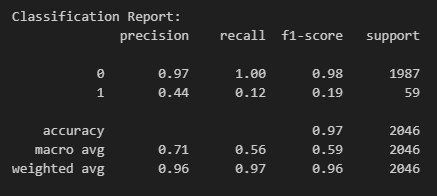 Classification Report:
precision recall f1-score support
0 0.97 1.00 0.98 1987
1 0.44 0.12 0.19 59
accuracy 0.97 2046
macro avg 0.71 0.56 0.59 2046
weighted avg 0.96 0.97 0.96 2046